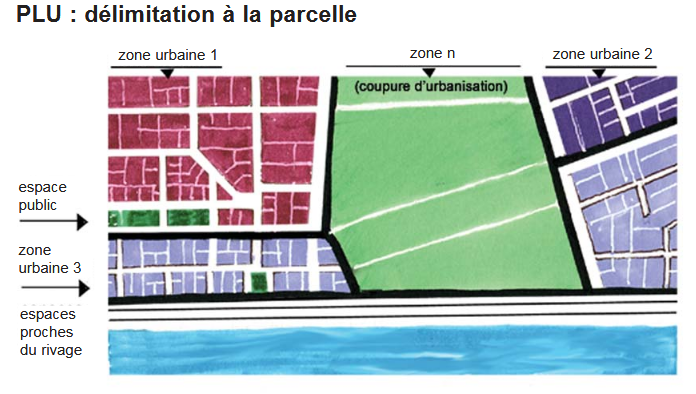 PLU : délimitation à la parcelle
zone urbaine 1
zone n
zone urbaine 2
(coupure d'urbanisation)
espace
public
zone
urbaine 3
espaces
proches
du rivage